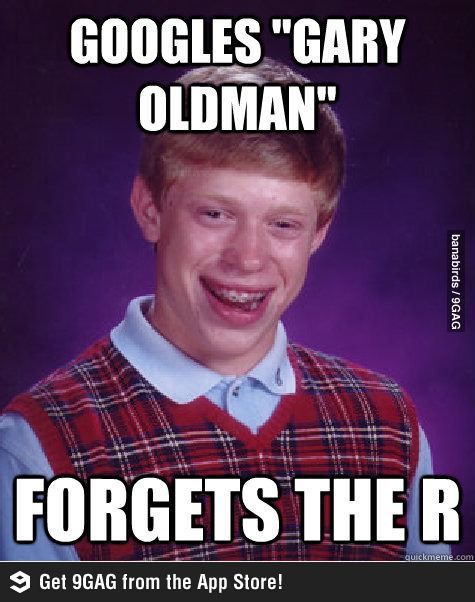 GOOGLES "GARY
OLDMAN"
banabirds / 9GAG
FORGETS THE R
quickmeme.com
Get 9GAG from the App Store!